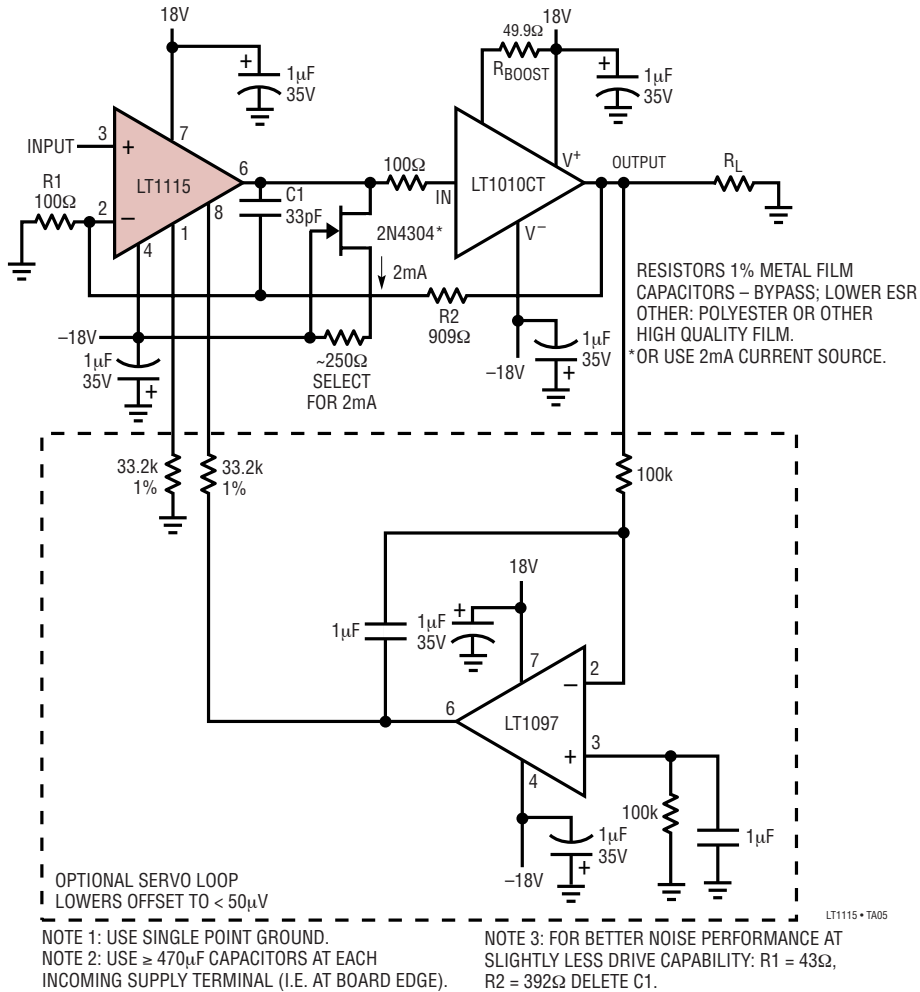 18V
+
1µF
35V
49.9Ω
RBOOST
18V
+
1µF
35V
INPUT
3
+
7
LT1115
6
8
R1
100Ω
2
–
4
1
C1
33pF
100Ω
IN
LT1010CT
V+
V–
OUTPUT
RL
2N4304*
2mA
R2
909Ω
–18V
1µF
35V
+
~250Ω
SELECT
FOR 2mA
–18V
1µF
35V
+
RESISTORS 1% METAL FILM
CAPACITORS – BYPASS; LOWER ESR
OTHER: POLYESTER OR OTHER
HIGH QUALITY FILM.
*OR USE 2mA CURRENT SOURCE.
33.2k
1%
33.2k
1%
100k
18V
1µF
1µF
35V
+
7
2
–
6
LT1097
3
+
4
100k
1µF
–18V
1µF
35V
+
OPTIONAL SERVO LOOP
LOWERS OFFSET TO < 50µV
LT1115 • TA05
NOTE 1: USE SINGLE POINT GROUND.
NOTE 2: USE ≥ 470µF CAPACITORS AT EACH
INCOMING SUPPLY TERMINAL (I.E. AT BOARD EDGE).
NOTE 3: FOR BETTER NOISE PERFORMANCE AT
SLIGHTLY LESS DRIVE CAPABILITY: R1 = 43Ω,
R2 = 392Ω DELETE C1.